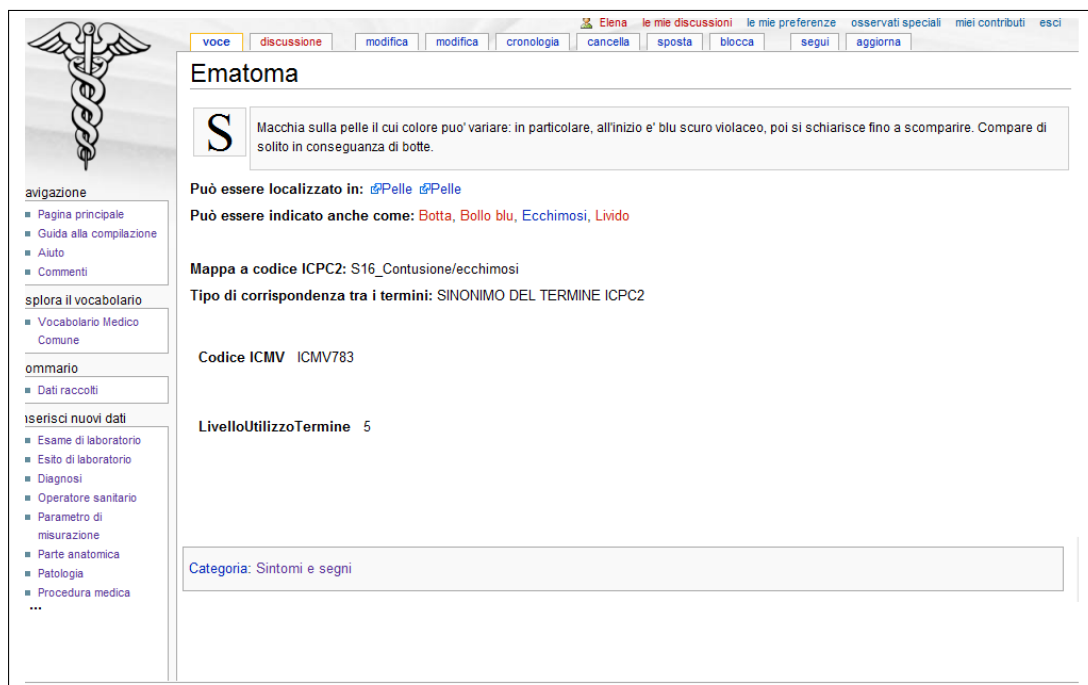 Elena le mie discussioni le mie preferenze osservati speciali miei contributi esci
voce discussione modifica modifica cronologia cancella sposta blocca segui aggiorna
Ematoma
S
Macchia sulla pelle il cui colore puo' variare: in particolare, all'inizio e' blu scuro violaceo, poi si schiarisce fino a scomparire. Compare di
solito in conseguanza di botte.
Può essere localizzato in: Pelle Pelle
Può essere indicato anche come: Botta, Bollo blu, Ecchimosi, Livido
Mappa a codice ICPC2: S16_Contusione/ecchimosi
Tipo di corrispondenza tra i termini: SINONIMO DEL TERMINE ICPC2
Codice ICMV ICMV783
LivelloUtilizzoTermine 5
Categoria: Sintomi e segni
avigazione
Pagina principale
Guida alla compilazione
Aiuto
Commenti
splora il vocabolario
Vocabolario Medico
Comune
ommario
Dati raccolti
nserisci nuovi dati
Esame di laboratorio
Esito di laboratorio
Diagnosi
Operatore sanitario
Parametro di
misurazione
Parte anatomica
Patologia
Procedura medica
...